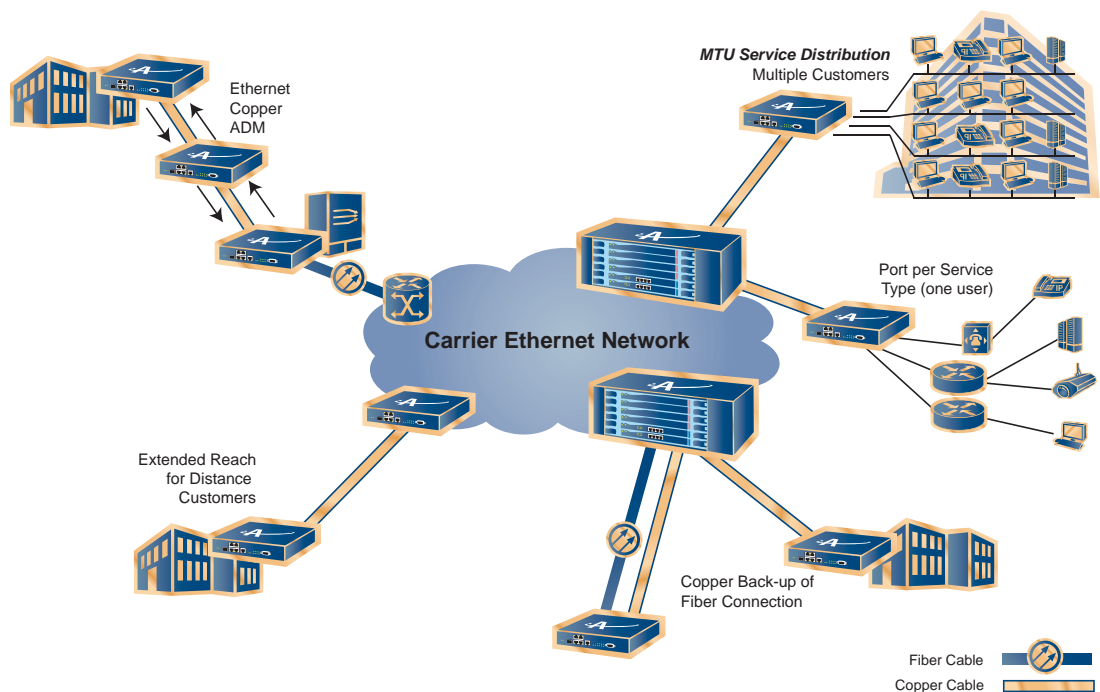 MTU Service Distribution
Multiple Customers
Ethernet
Copper
ADM
Port per Service
Type (one user)
IP
Carrier Ethernet Network
Extended Reach
for Distance
Customers
Copper Back-up of
Fiber Connection
Fiber Cable
Copper Cable